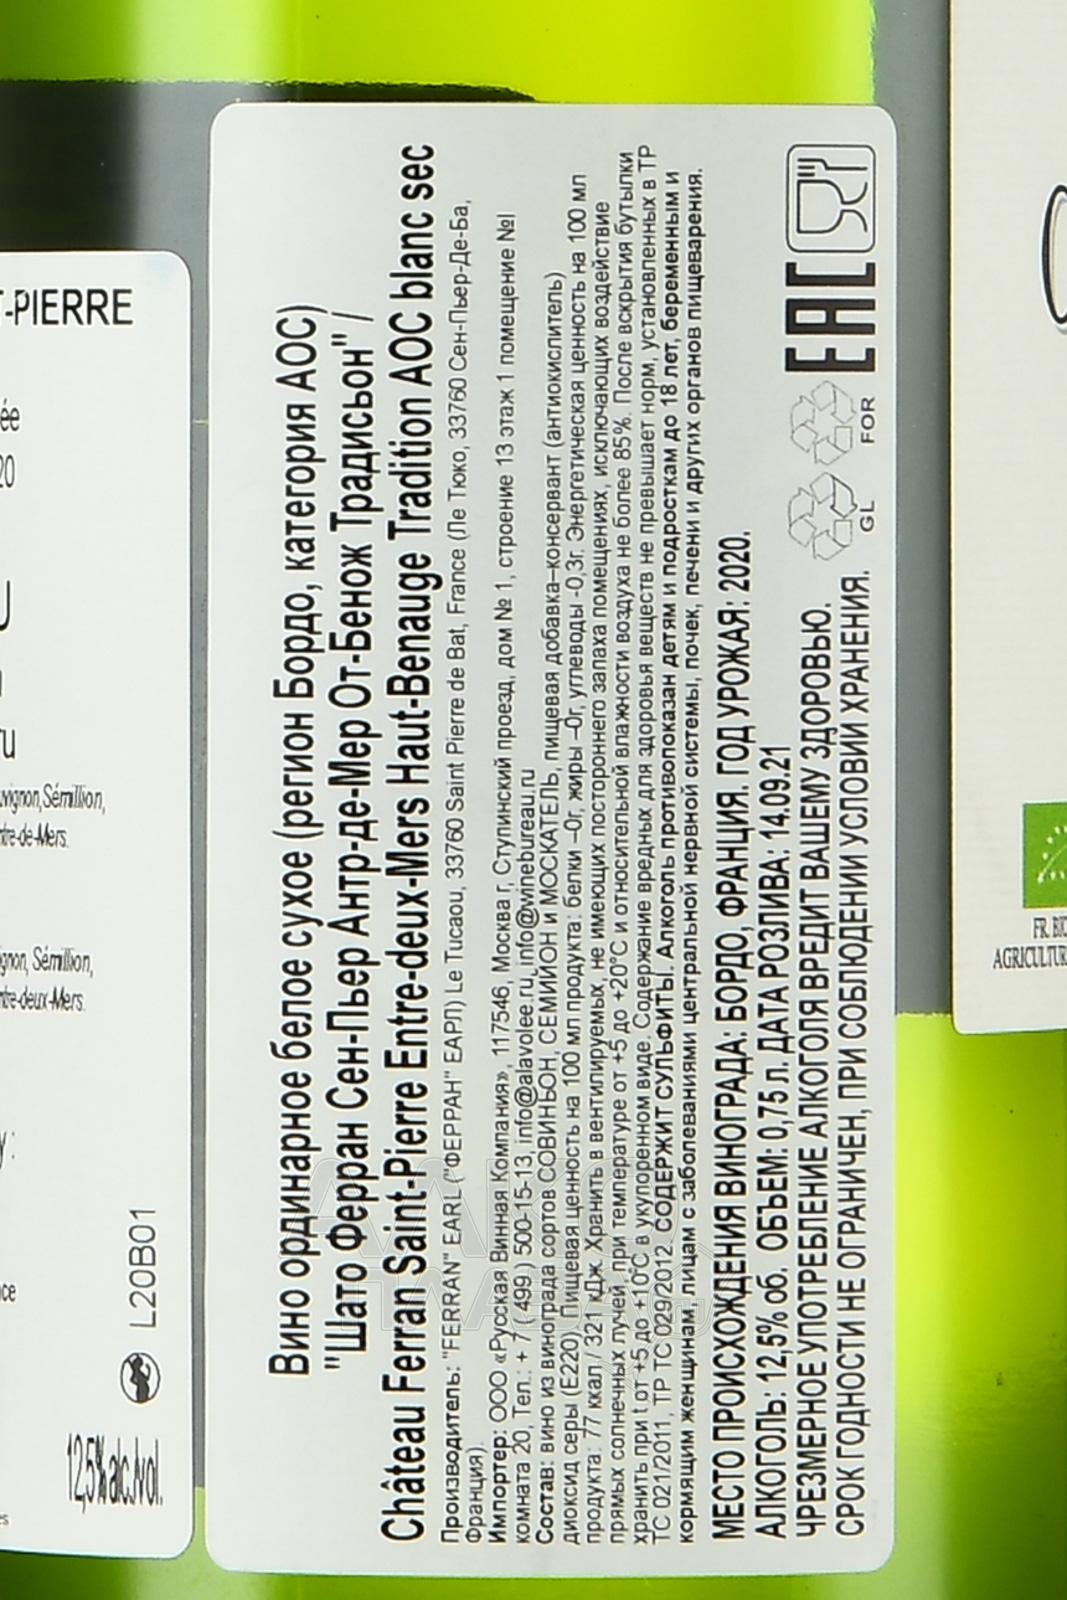 Вино ординарное белое сухое (регион Бордо, категория АОС)
"Шато Ферран Сен-Пьер Антр-де-Мер От-Бенож Традисьон" /
Château Ferran Saint-Pierre Entre-deux-Mers Haut-Benauge Tradition AOC blanc sec
Производитель: "FERRAN" EARL ("ФЕРРАН" ЕАРЛ) Le Tucaou, 33760 Saint Pierre de Bat, France (Ле Тюко, 33760 Сен-Пьер-Де-Ба,
Франция).
Импортер: ООО «Русская Винная Компания», 117546, Москва г, Ступинский проезд, дом № 1, строение 13 этаж 1 помещение №I
комната 20, Тел.: + 7 (499) 500-15-13, info@alavolee.ru, info@winebureau.ru
Состав: вино из винограда сортов СОВИНЬОН, СЕМИЙОН и МОСКАТЕЛЬ, пищевая добавка–консервант (антиокислитель)
диоксид серы (Е220). Пищевая ценность на 100 мл продукта: белки –0г, жиры –0г, углеводы -0,3г. Энергетическая ценность на 100 мл
продукта: 77 ккал / 321 кДж. Хранить в вентилируемых, не имеющих постороннего запаха помещениях, исключающих воздействие
прямых солнечных лучей, при температуре от +5 до +20°С и относительной влажности воздуха не более 85%. После вскрытия бутылки
хранить при t от +5 до +10°С в укупоренном виде. Содержание вредных для здоровья веществ не превышает норм, установленных в ТР
ТС 021/2011, ТР ТС 029/2012. СОДЕРЖИТ СУЛЬФИТЫ. Алкоголь противопоказан детям и подросткам до 18 лет, беременным и
кормящим женщинам, лицам с заболеваниями центральной нервной системы, почек, печени и других органов пищеварения.
МЕСТО ПРОИСХОЖДЕНИЯ ВИНОГРАДА: БОРДО, ФРАНЦИЯ. ГОД УРОЖАЯ: 2020.
АЛКОГОЛЬ: 12,5% об. ОБЪЕМ: 0,75 л. ДАТА РОЗЛИВА: 14.09.21
ЧРЕЗМЕРНОЕ УПОТРЕБЛЕНИЕ АЛКОГОЛЯ ВРЕДИТ ВАШЕМУ ЗДОРОВЬЮ.
СРОК ГОДНОСТИ НЕ ОГРАНИЧЕН, ПРИ СОБЛЮДЕНИИ УСЛОВИЙ ХРАНЕНИЯ.
GL
FOR
EAC
T-PIERRE
Sémillion,
Sémillion,
L20B01
12,5% alc./vol.
FR. BIO